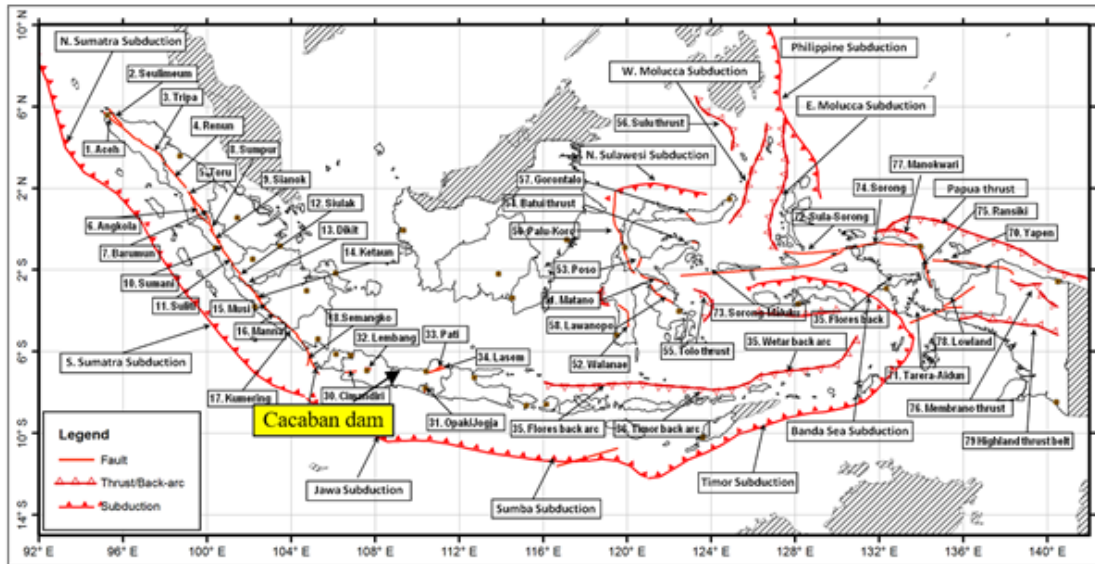 10°N
6°N
2°N
2°S
6°S
10°S
14°S
92°E
96°E
100°E
104°E
108°E
112°E
116°E
120°E
124°E
128°E
132°E
136°E
140°E
N. Sumatra Subduction
2. Seulimeum
3. Tripa
4. Renun
1. Aceh
8. Sumpur
5. Toru
9. Sianok
6. Angkola
12. Siulak
7. Barumun
13. Dikit
10. Sumani
14. Ketaun
11. Suliti
15. Musi
16. Manna
18. Semangko
S. Sumatra Subduction
17. Kumering
32. Lembang
33. Pati
34. Lasem
30. Cimandiri
31. Opak/Jogja
Cacaban dam
Jawa Subduction
35. Flores back arc
36. Timor back arc
Sumba Subduction
Timor Subduction
Banda Sea Subduction
Philippine Subduction
W. Molucca Subduction
E. Molucca Subduction
56. Sulu thrust
N. Sulawesi Subduction
57. Gorontalo
54. Batui thrust
50. Palu-Koro
53. Poso
51. Matano
58. Lawanopo
52. Walanae
55. Tolo thrust
73. Sorong-Maluku
35. Wetar back arc
35. Flores back
72. Sula-Sorong
74. Sorong
77. Manokwari
Papua thrust
75. Ransiki
70. Yapen
78. Lowland
71. Tarera-Aidun
76. Membrano thrust
79 Highland thrust belt
Legend
Fault
Thrust/Back-arc
Subduction